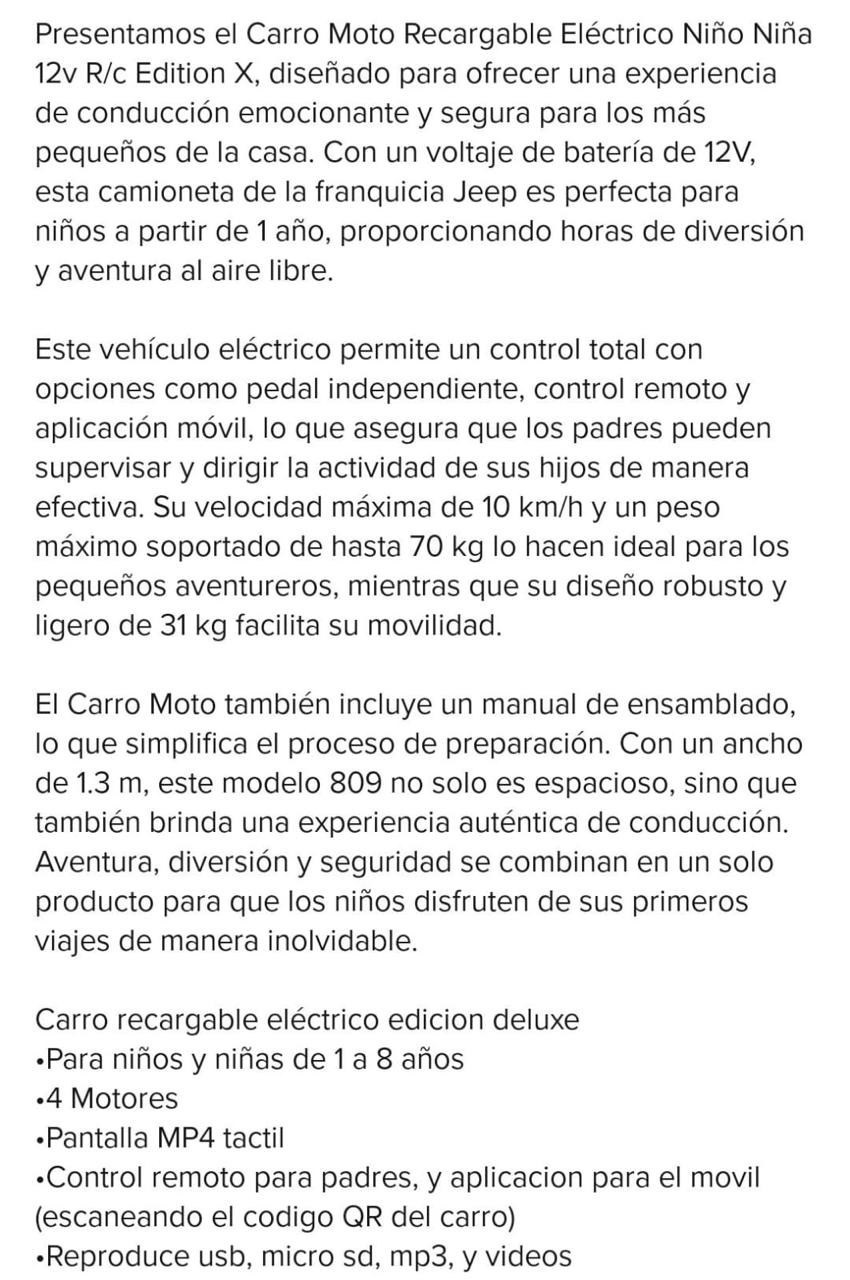 Presentamos el Carro Moto Recargable Eléctrico Niño Niña
12v R/c Edition X, diseñado para ofrecer una experiencia
de conducción emocionante y segura para los más
pequeños de la casa. Con un voltaje de batería de 12V,
esta camioneta de la franquicia Jeep es perfecta para
niños a partir de 1 año, proporcionando horas de diversión
y aventura al aire libre.

Este vehículo eléctrico permite un control total con
opciones como pedal independiente, control remoto y
aplicación móvil, lo que asegura que los padres pueden
supervisar y dirigir la actividad de sus hijos de manera
efectiva. Su velocidad máxima de 10 km/h y un peso
máximo soportado de hasta 70 kg lo hacen ideal para los
pequeños aventureros, mientras que su diseño robusto y
ligero de 31 kg facilita su movilidad.

El Carro Moto también incluye un manual de ensamblado,
lo que simplifica el proceso de preparación. Con un ancho
de 1.3 m, este modelo 809 no solo es espacioso, sino que
también brinda una experiencia auténtica de conducción.
Aventura, diversión y seguridad se combinan en un solo
producto para que los niños disfruten de sus primeros
viajes de manera inolvidable.

Carro recargable eléctrico edicion deluxe
•Para niños y niñas de 1 a 8 años
•4 Motores
•Pantalla MP4 tactil
•Control remoto para padres, y aplicacion para el movil
(escaneando el codigo QR del carro)
•Reproduce usb, micro sd, mp3, y videos